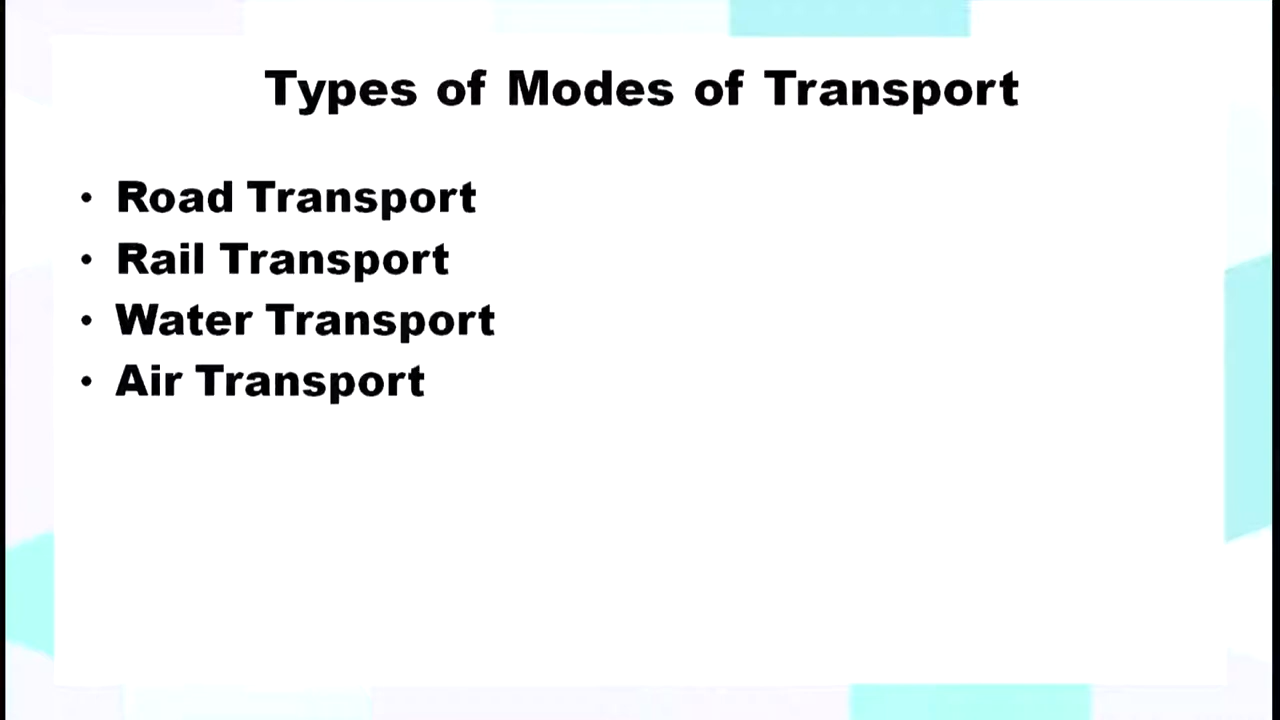 Types of Modes of Transport
• Road Transport
• Rail Transport
• Water Transport
• Air Transport